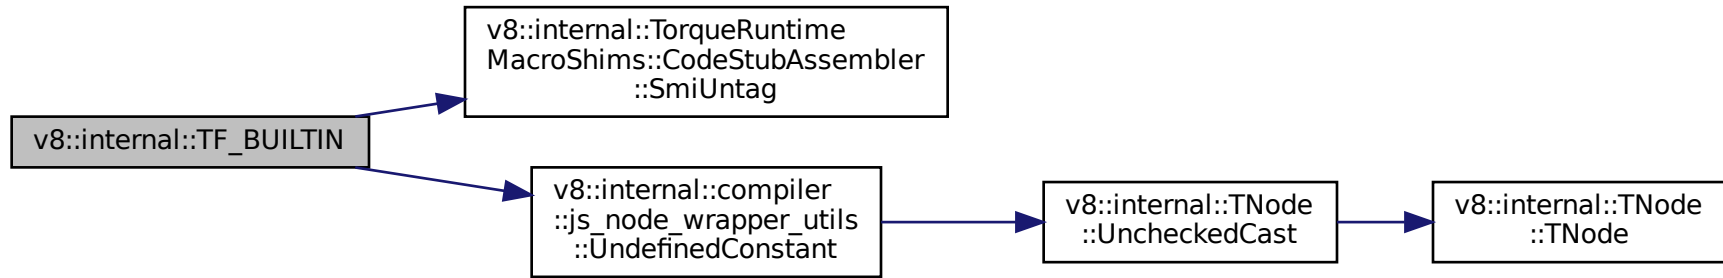 v8::internal::TorqueRuntime
MacroShims::CodeStubAssembler
::SmiUntag
v8::internal::TF_BUILTIN
v8::internal::compiler
::js_node_wrapper_utils
::UndefinedConstant
v8::internal::TNode
::UncheckedCast
v8::internal::TNode
::TNode